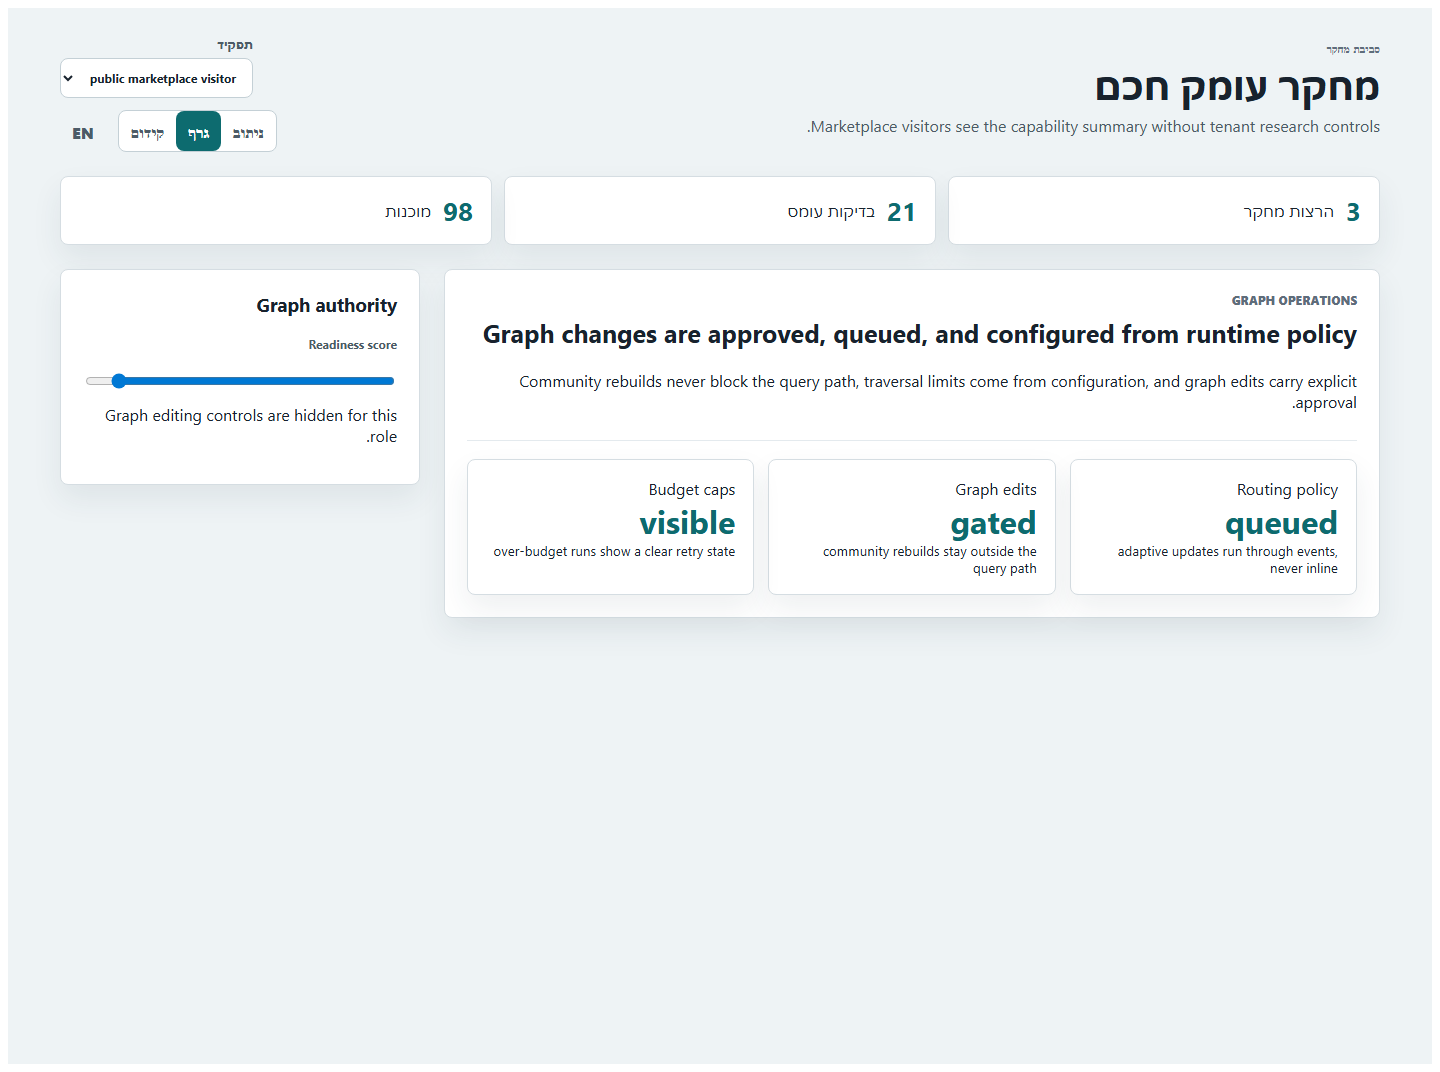 סביבת מחקר
מחקר עומק חכם
Marketplace visitors see the capability summary without tenant research controls.
תפקיד
public marketplace visitor
ניתוב
גרף
קידום
EN
3 הרצות מחקר
21 בדיקות עומס
98 מוכנות
GRAPH OPERATIONS
Graph changes are approved, queued, and configured from runtime policy
Community rebuilds never block the query path, traversal limits come from configuration, and graph edits carry explicit
approval.
Routing policy
queued
adaptive updates run through events,
never inline
Graph edits
gated
community rebuilds stay outside the
query path
Budget caps
visible
over-budget runs show a clear retry state
Graph authority
Readiness score
Graph editing controls are hidden for this
role.